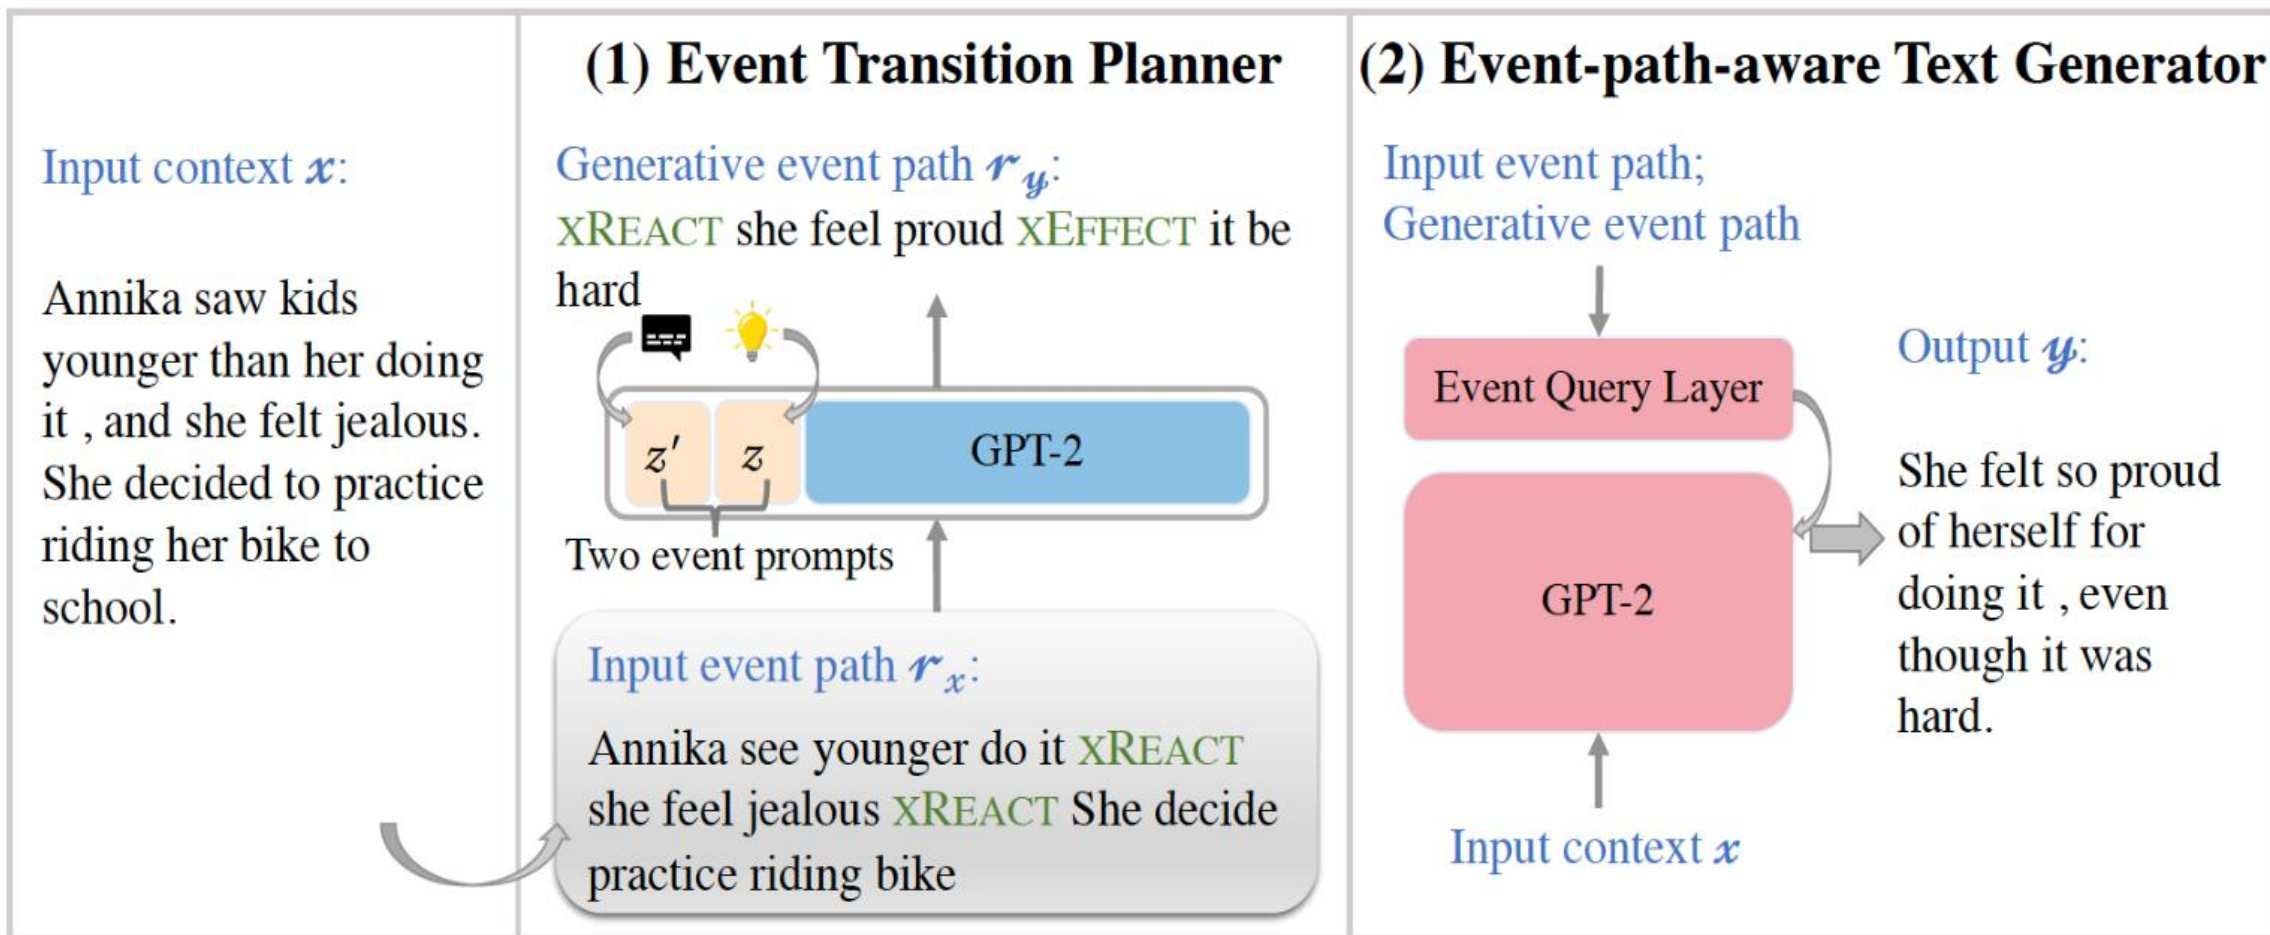 Input context x:
Annika saw kids
younger than her doing
it , and she felt jealous.
She decided to practice
riding her bike to
school.
(1) Event Transition Planner
Generative event path r_y:
XREACT she feel proud XEFFECT it be
hard
z′ z GPT-2
Two event prompts
Input event path r_x:
Annika see younger do it XREACT
she feel jealous XREACT She decide
practice riding bike
(2) Event-path-aware Text Generator
Input event path;
Generative event path
Event Query Layer
GPT-2
Input context x
Output y:
She felt so proud
of herself for
doing it , even
though it was
hard.